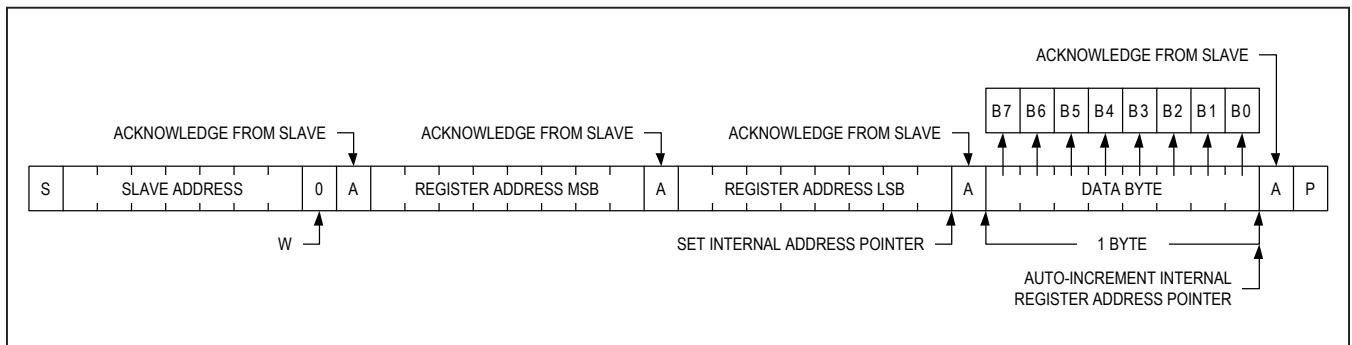 ACKNOWLEDGE FROM SLAVE
B7 B6 B5 B4 B3 B2 B1 B0
ACKNOWLEDGE FROM SLAVE ACKNOWLEDGE FROM SLAVE ACKNOWLEDGE FROM SLAVE
S SLAVE ADDRESS 0 A REGISTER ADDRESS MSB A REGISTER ADDRESS LSB A DATA BYTE A P
W SET INTERNAL ADDRESS POINTER 1 BYTE
AUTO-INCREMENT INTERNAL
REGISTER ADDRESS POINTER